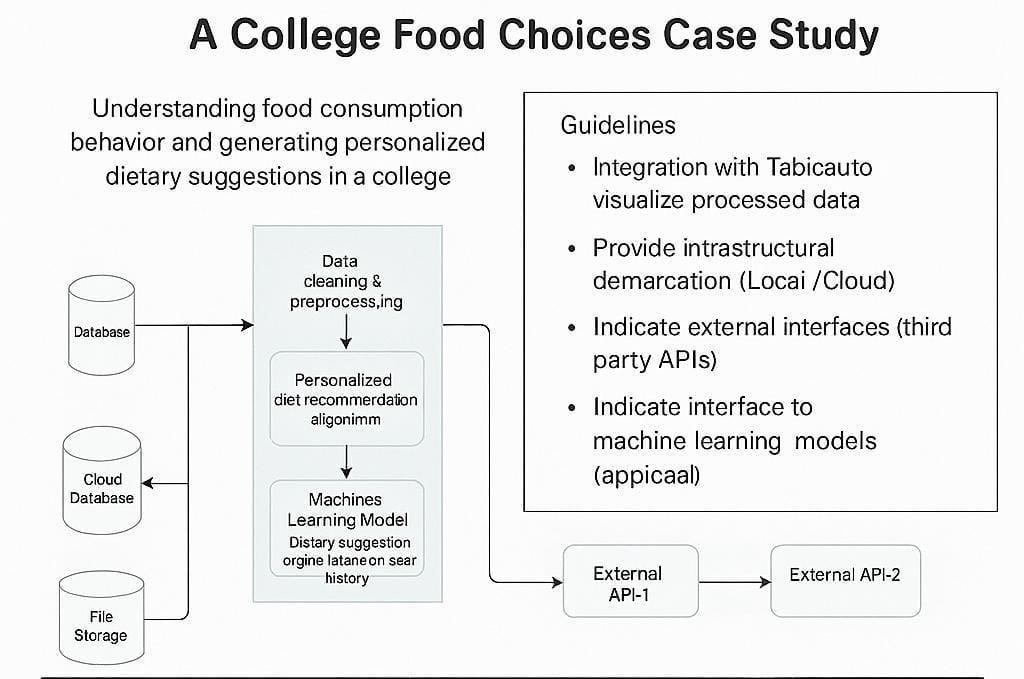 A College Food Choices Case Study
Understanding food consumption
behavior and generating personalized
dietary suggestions in a college
Guidelines
• Integration with Tabicauto
visualize processed data
• Provide intrastructural
demarcation (Locai /Cloud)
• Indicate external interfaces (third
party APIs)
• Indicate interface to
machine learning models
(appicaal)
Database
Cloud
Database
File
Storage
Data
cleaning &
preprocess,ing
Personalized
diet recommerdation
aligonimm
Machines
Learning Model
Distary suggestion
orgine latane on sear
history
External
API-1
External API-2